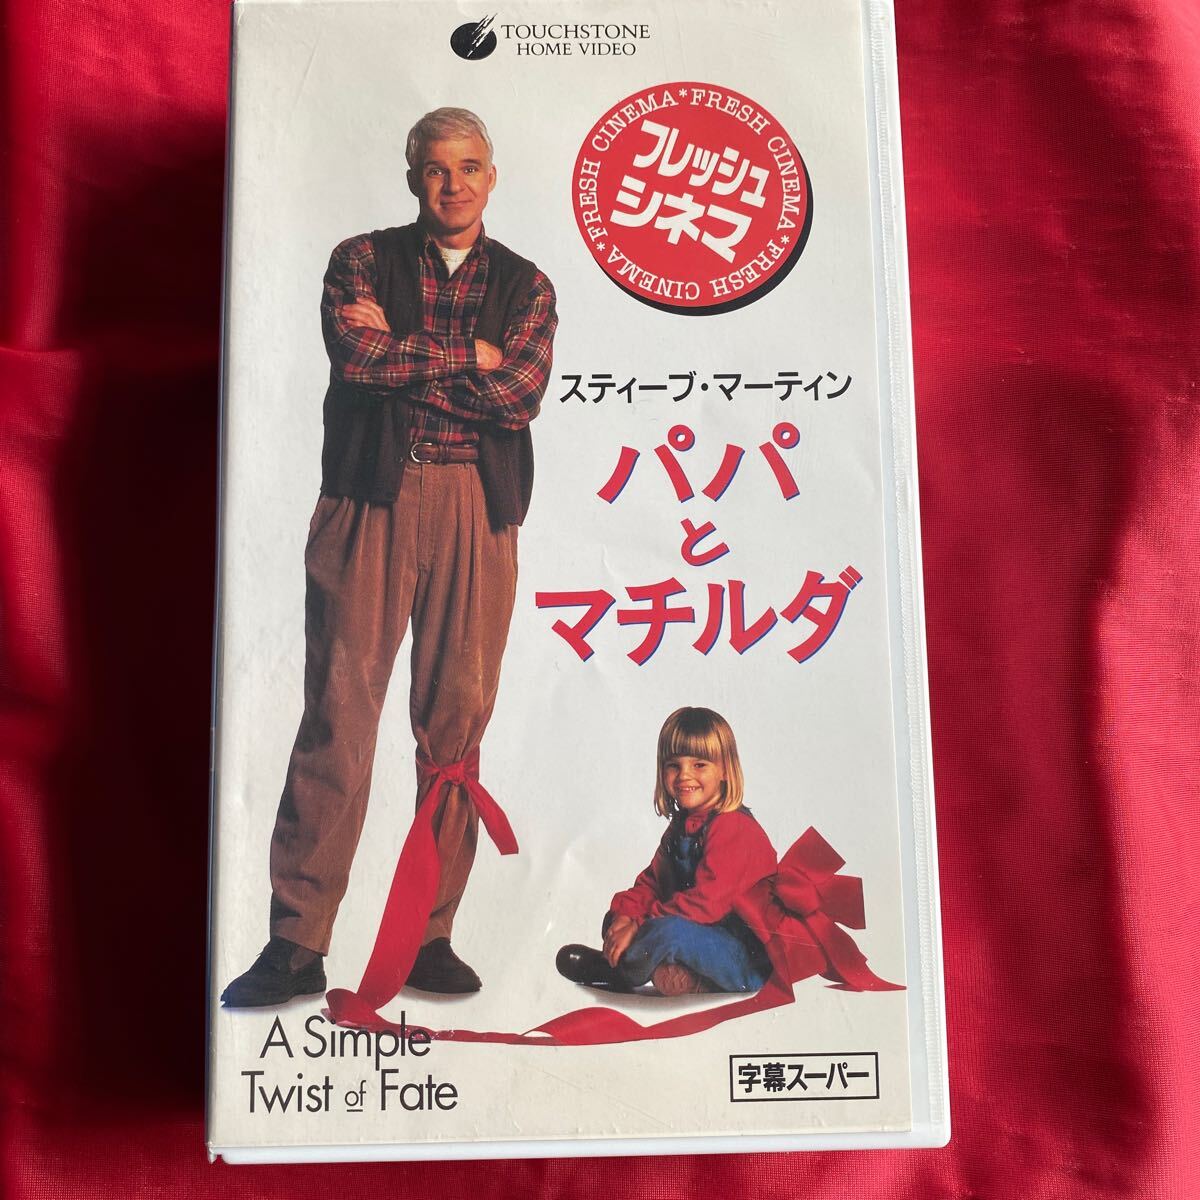 TOUCHSTONE
HOME VIDEO
FRESH CINEMA*FRESH CINEMA*FRESH CINEMA*
フレッシュ
シネマ
スティーブ・マーティン
パパ
と
マチルダ
A Simple
Twist of Fate
字幕スーパー